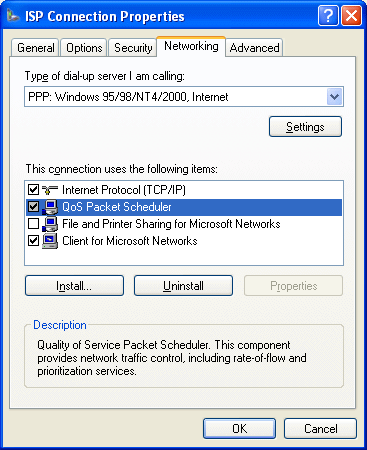 ISP Connection Properties
General Options Security Networking Advanced
Type of dial-up server I am calling:
PPP: Windows 95/98/NT4/2000, Internet
Settings
This connection uses the following items:
Internet Protocol (TCP/IP)
QoS Packet Scheduler
File and Printer Sharing for Microsoft Networks
Client for Microsoft Networks
Install... Uninstall Properties
Description
Quality of Service Packet Scheduler. This component
provides network traffic control, including rate-of-flow and
prioritization services.
OK Cancel